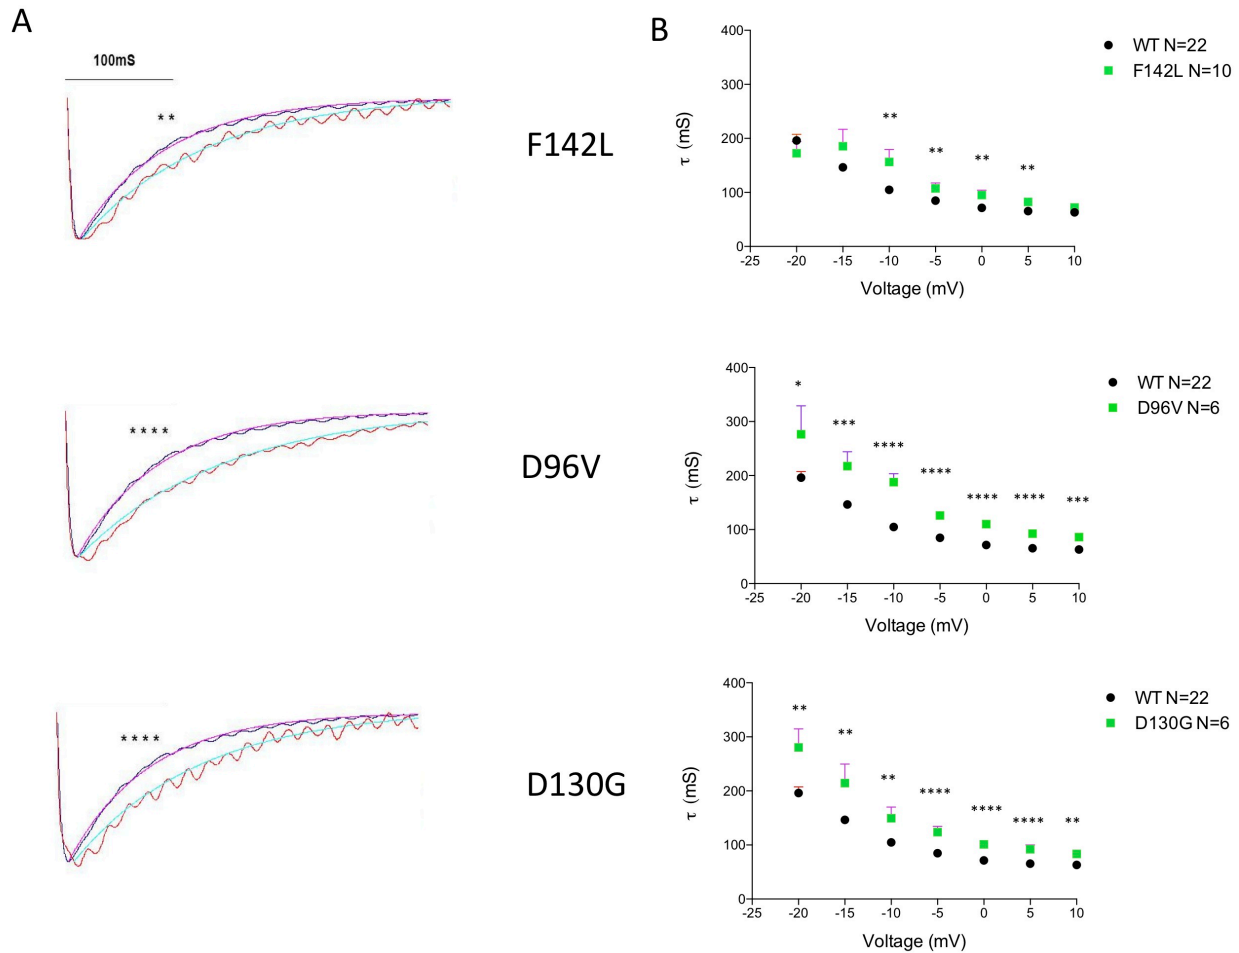 A
100mS
**
F142L
B
400
300
200
100
0
τ (mS)
**
**
**
**
-25 -20 -15 -10 -5 0 5 10
Voltage (mV)
WT N=22
F142L N=10
****
D96V
400
300
200
100
0
τ (mS)
*
***
****
****
****
****
***
-25 -20 -15 -10 -5 0 5 10
Voltage (mV)
WT N=22
D96V N=6
****
D130G
400
300
200
100
0
τ (mS)
**
**
**
****
****
****
**
-25 -20 -15 -10 -5 0 5 10
Voltage (mV)
WT N=22
D130G N=6